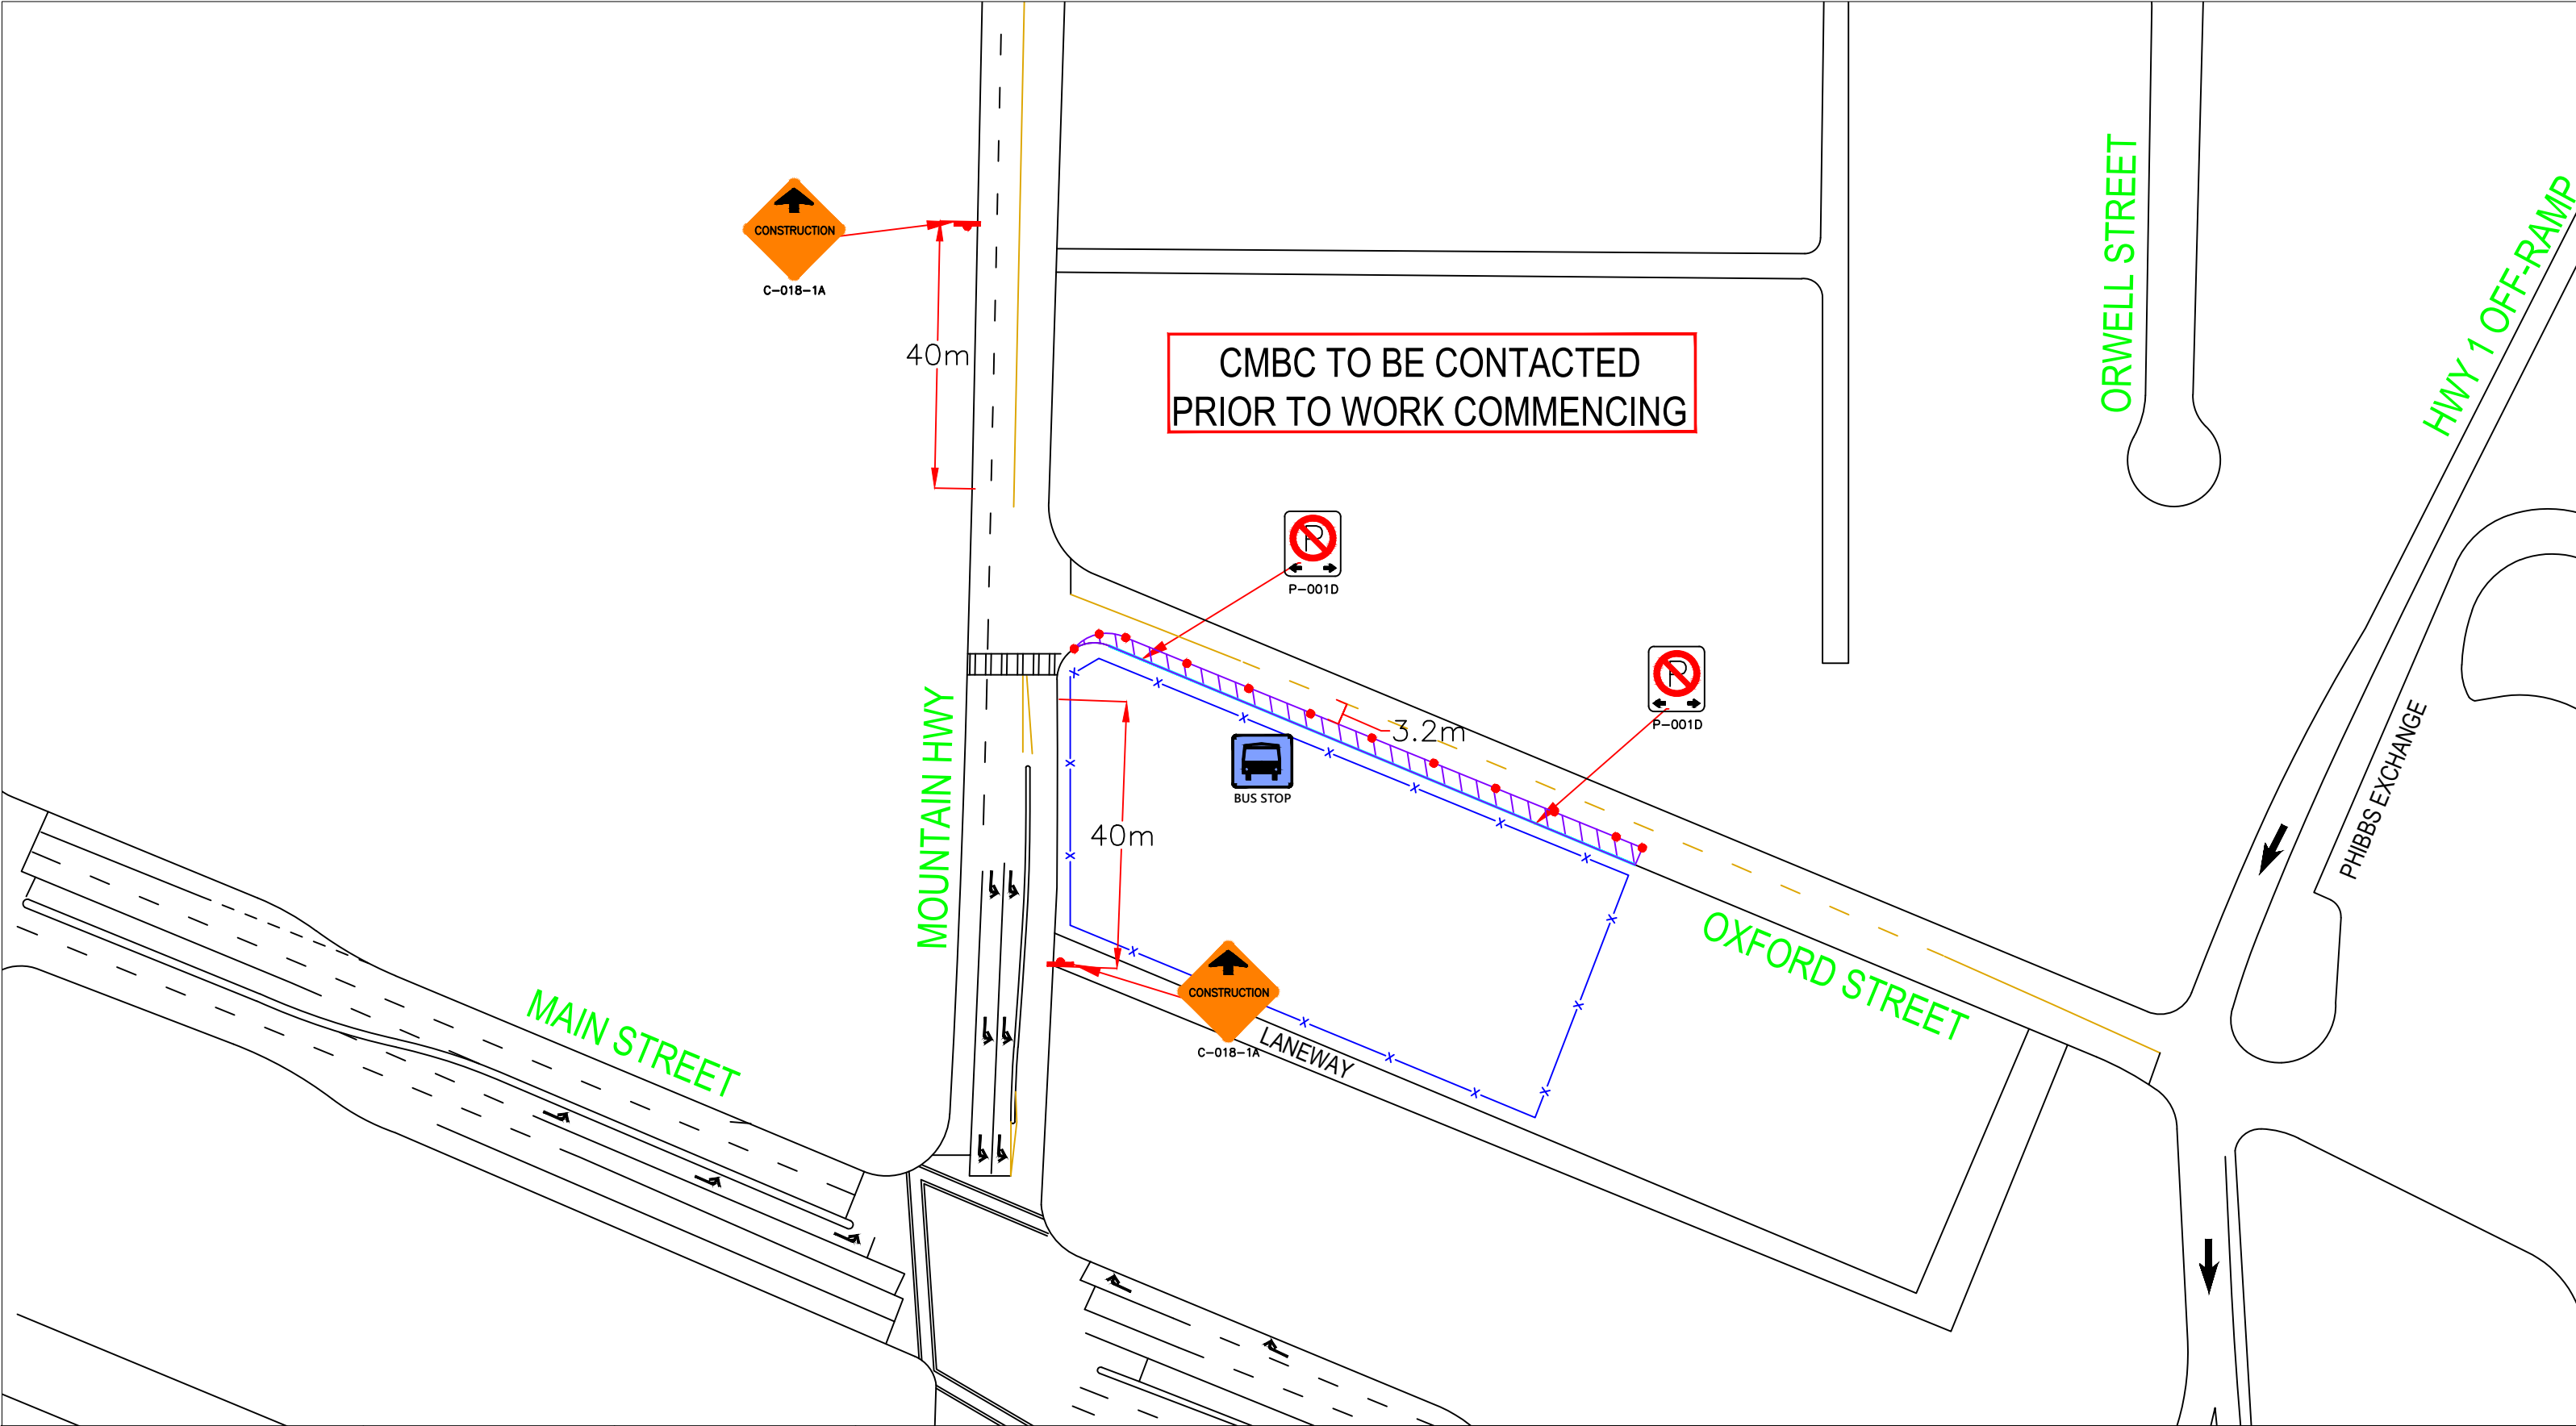 CONSTRUCTION
C-018-1A
40m
CMBC TO BE CONTACTED
PRIOR TO WORK COMMENCING
ORWELL STREET
HWY 1 OFF-RAMP
P
P-001D
P
P-001D
3.2m
BUS STOP
MOUNTAIN HWY
40m
PHIBBS EXCHANGE
OXFORD STREET
CONSTRUCTION
C-018-1A
LANEWAY
MAIN STREET